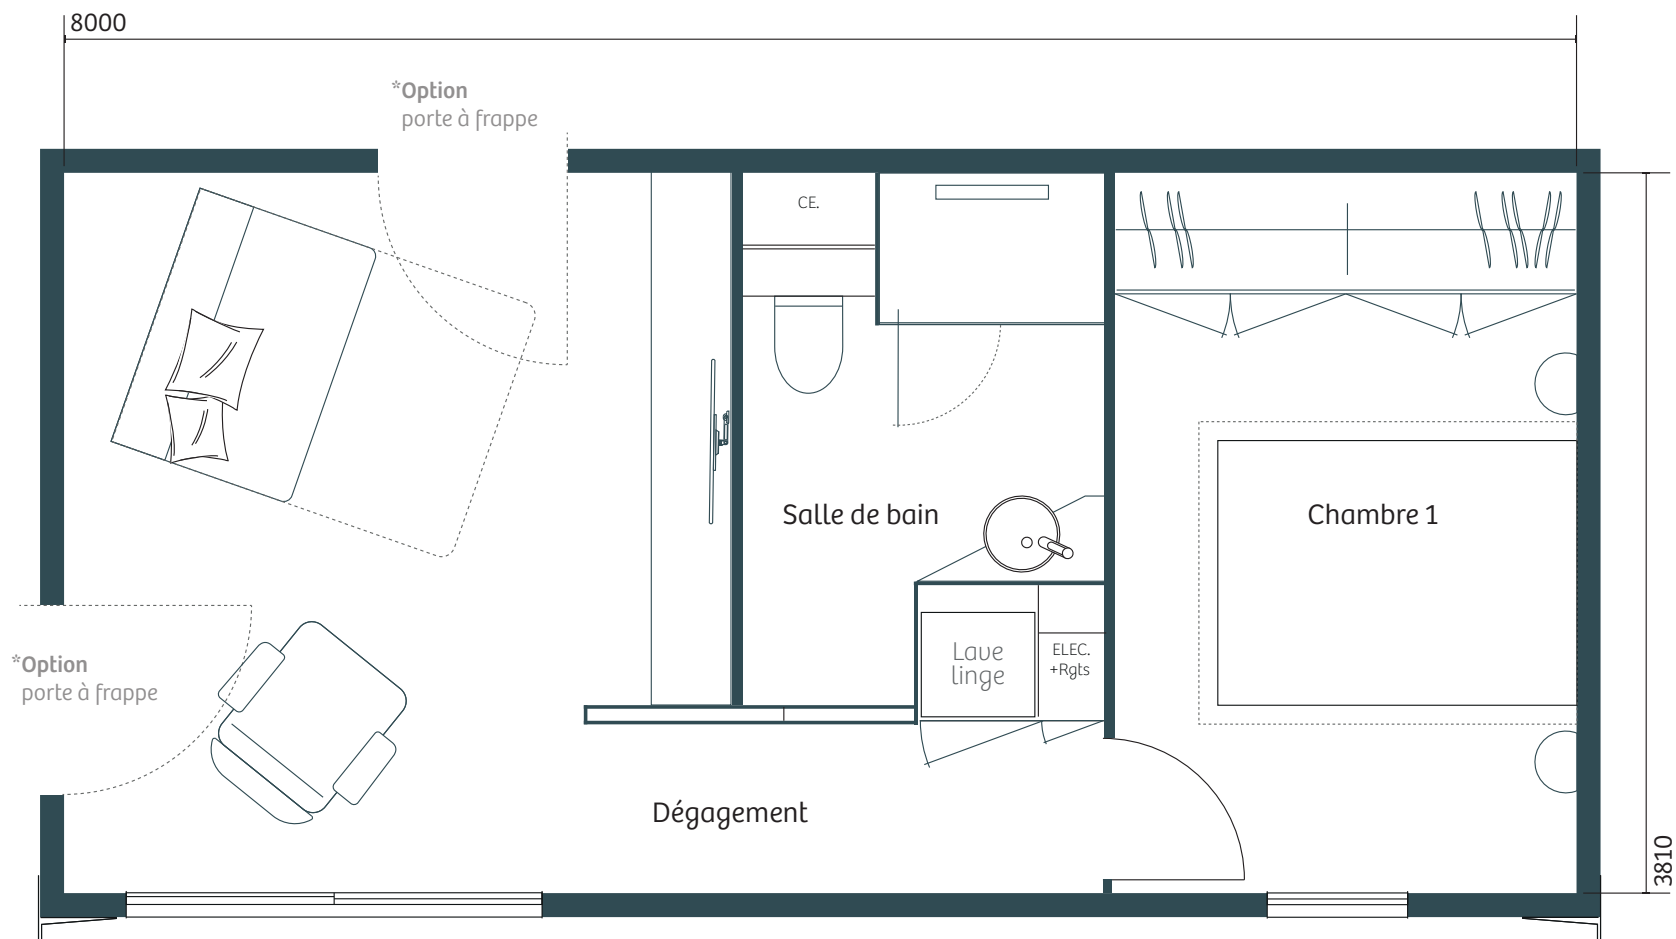 8000
*Option
porte à frappe
CE.
Salle de bain
Chambre 1
Lave
linge
ELEC.
+Rgts
*Option
porte à frappe
Dégagement
3810